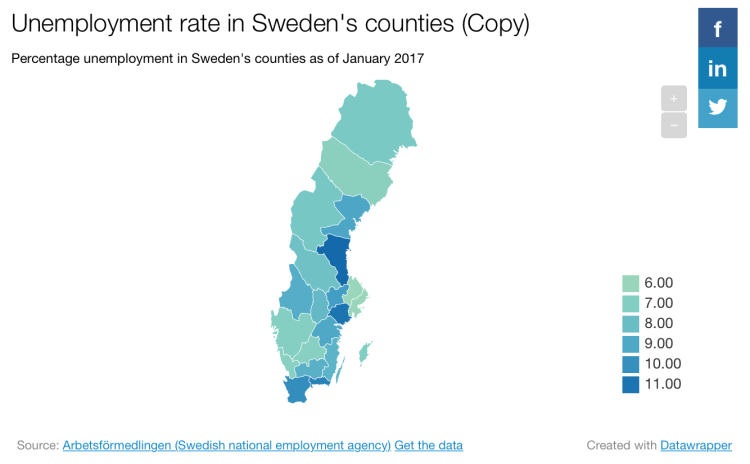 Unemployment rate in Sweden's counties (Copy)
Percentage unemployment in Sweden's counties as of January 2017
f
in
+
−
6.00
7.00
8.00
9.00
10.00
11.00
Source: Arbetsförmedlingen (Swedish national employment agency) Get the data
Created with Datawrapper